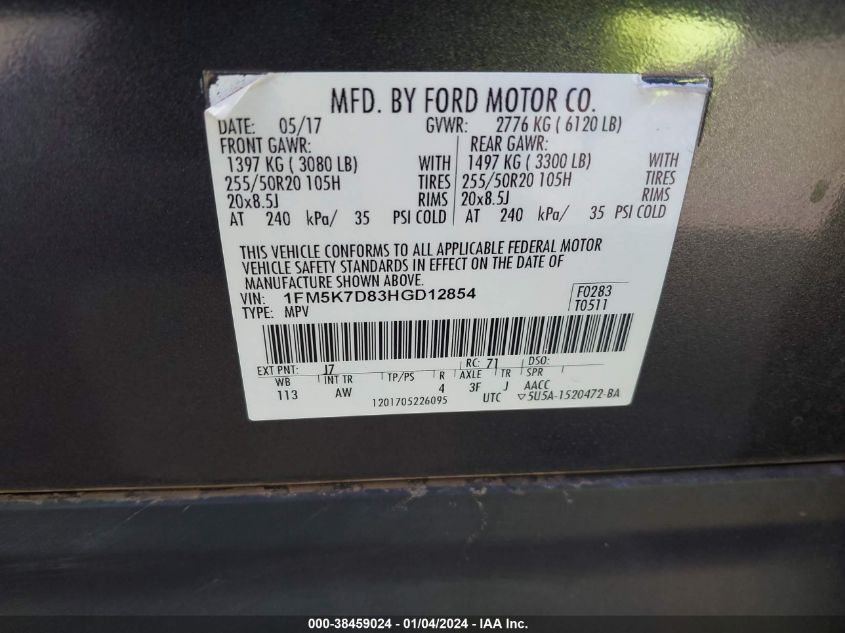 MFD. BY FORD MOTOR CO.
DATE: 05/17 GVWR: 2776 KG ( 6120 LB)
FRONT GAWR: REAR GAWR:
1397 KG ( 3080 LB) WITH 1497 KG ( 3300 LB) WITH
255/50R20 105H TIRES 255/50R20 105H TIRES
20x8.5J RIMS 20x8.5J RIMS
AT 240 kPa/ 35 PSI COLD AT 240 kPa/ 35 PSI COLD
THIS VEHICLE CONFORMS TO ALL APPLICABLE FEDERAL MOTOR
VEHICLE SAFETY STANDARDS IN EFFECT ON THE DATE OF
MANUFACTURE SHOWN ABOVE.
VIN: 1FM5K7D83HGD12854 F0283
TYPE: MPV T0511
EXT PNT: J7 RC: 71 DSO:
WB INT TR TP/PS R AXLE TR SPR
113 AW 4 3F J AACC
1201705226095 UTC ▽5U5A-1520472-BA
000-38459024 - 01/04/2024 - IAA Inc.